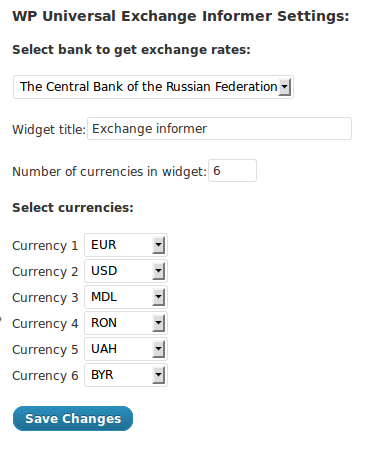 WP Universal Exchange Informer Settings:
Select bank to get exchange rates:
The Central Bank of the Russian Federation
Widget title: Exchange informer
Number of currencies in widget: 6
Select currencies:
Currency 1 EUR
Currency 2 USD
Currency 3 MDL
Currency 4 RON
Currency 5 UAH
Currency 6 BYR
Save Changes